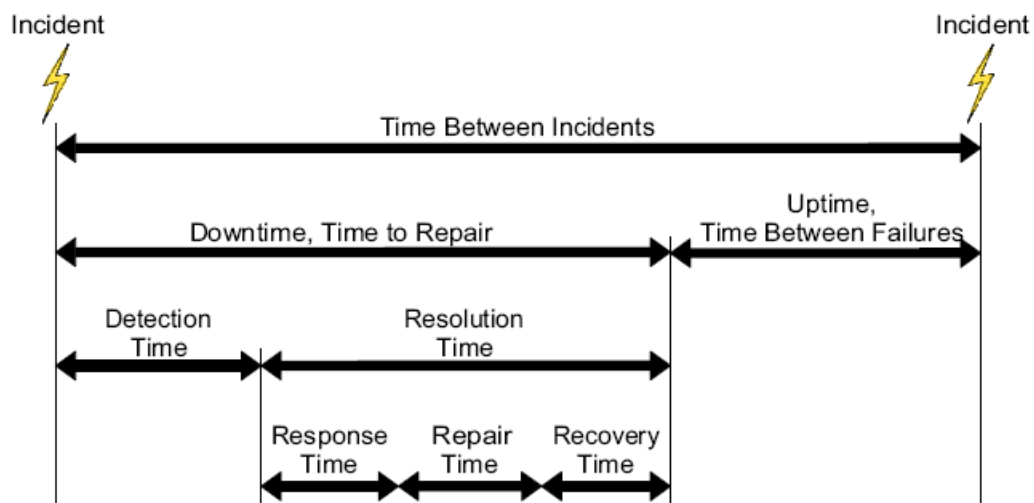 Incident
Incident
Time Between Incidents
Downtime, Time to Repair
Uptime,
Time Between Failures
Detection
Time
Resolution
Time
Response
Time
Repair
Time
Recovery
Time